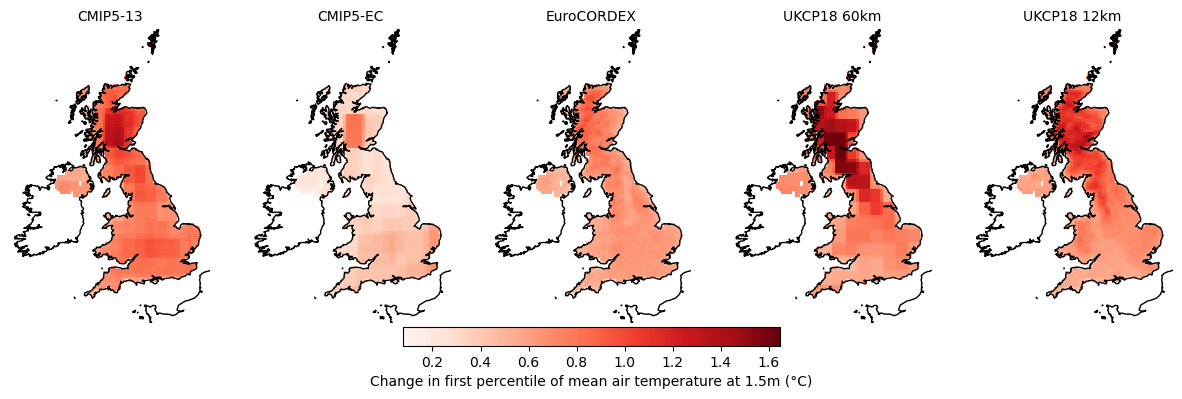 CMIP5-13 CMIP5-EC EuroCORDEX UKCP18 60km UKCP18 12km
0.2 0.4 0.6 0.8 1.0 1.2 1.4 1.6
Change in first percentile of mean air temperature at 1.5m (°C)